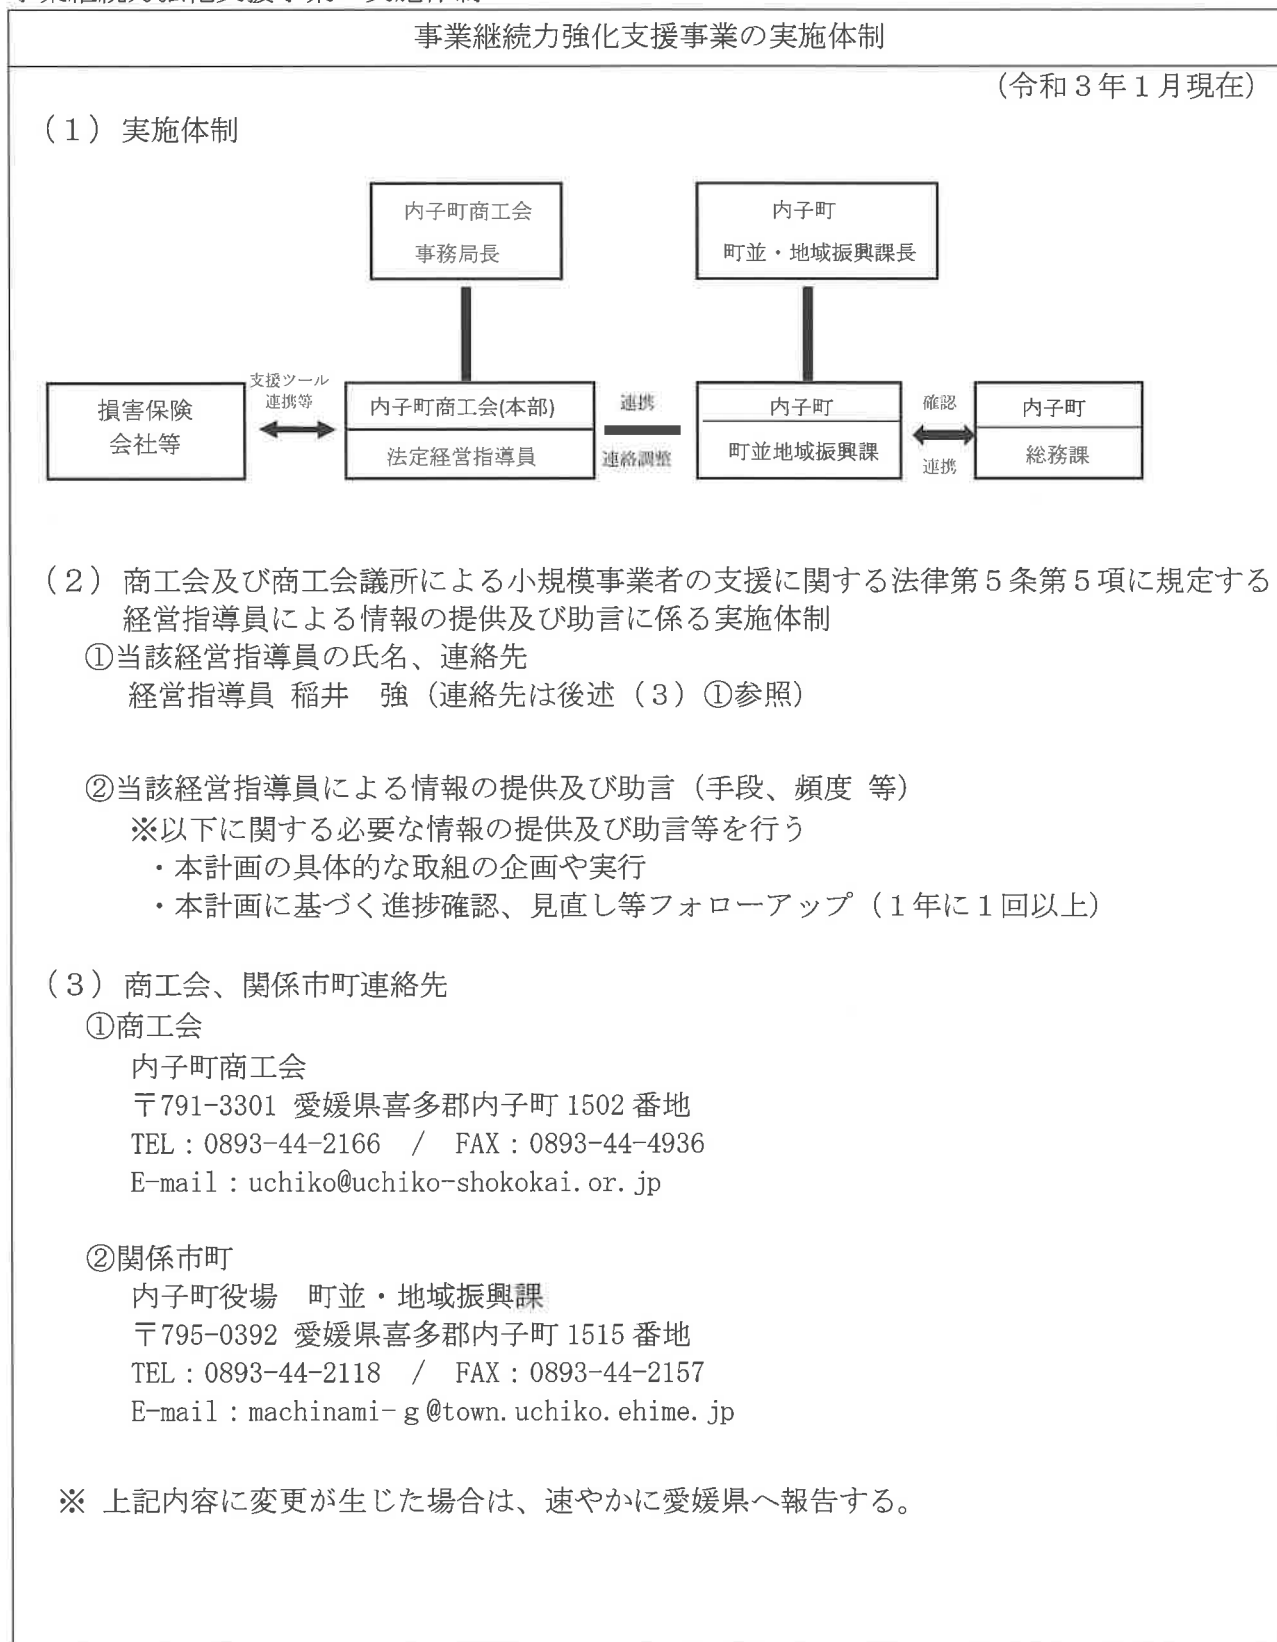 事業継続力強化支援事業の実施体制
(令和３年１月現在)
（１）実施体制
内子町商工会
事務局長
内子町
町並・地域振興課長
損害保険
会社等
支援ツール
連携等
内子町商工会(本部)
法定経営指導員
連携
連絡調整
内子町
町並地域振興課
確認
連携
内子町
総務課
（２）商工会及び商工会議所による小規模事業者の支援に関する法律第５条第５項に規定する
経営指導員による情報の提供及び助言に係る実施体制
①当該経営指導員の氏名、連絡先
経営指導員 稲井　強（連絡先は後述（３）①参照）
②当該経営指導員による情報の提供及び助言（手段、頻度 等）
※以下に関する必要な情報の提供及び助言等を行う
・本計画の具体的な取組の企画や実行
・本計画に基づく進捗確認、見直し等フォローアップ（１年に１回以上）
（３）商工会、関係市町連絡先
①商工会
内子町商工会
〒791-3301 愛媛県喜多郡内子町 1502 番地
TEL：0893-44-2166　/　FAX：0893-44-4936
E-mail：uchiko@uchiko-shokokai.or.jp
②関係市町
内子町役場　町並・地域振興課
〒795-0392 愛媛県喜多郡内子町 1515 番地
TEL：0893-44-2118　/　FAX：0893-44-2157
E-mail：machinami-ｇ@town.uchiko.ehime.jp
※ 上記内容に変更が生じた場合は、速やかに愛媛県へ報告する。